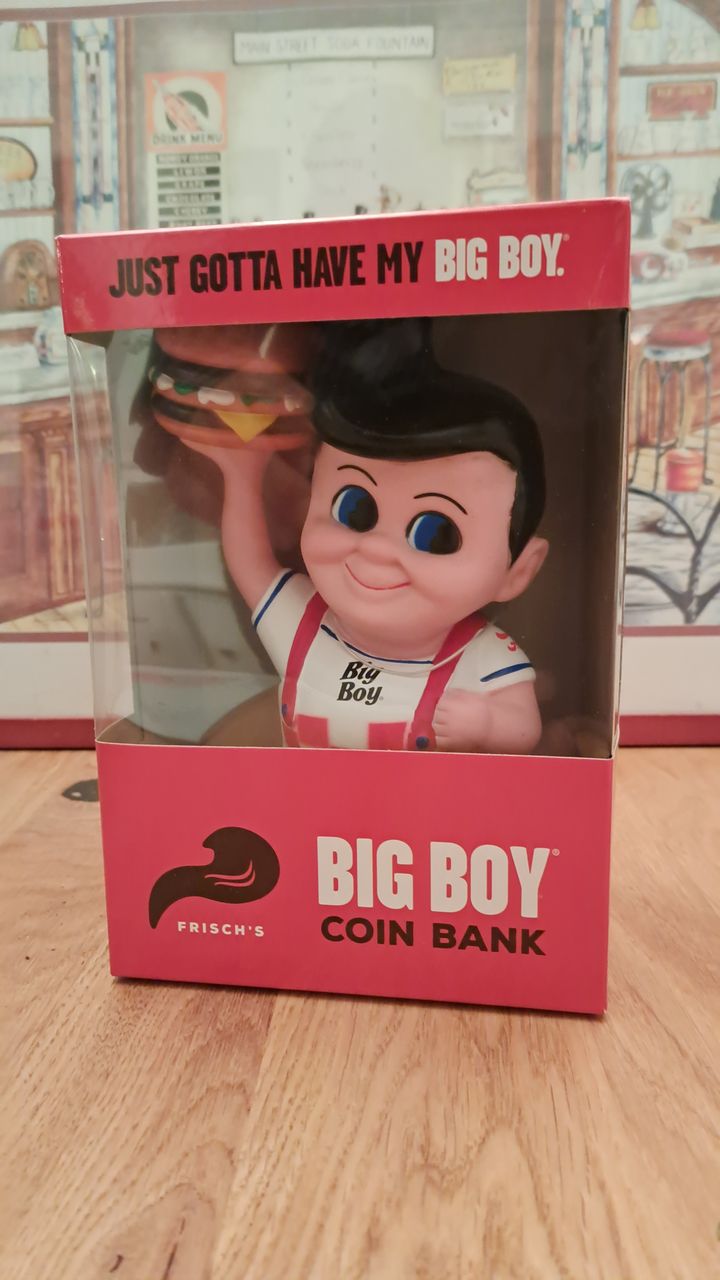 MAIN STREET SODA FOUNTAIN
DRINK MENU
JUST GOTTA HAVE MY BIG BOY.®
Big
Boy
FRISCH'S
BIG BOY®
COIN BANK